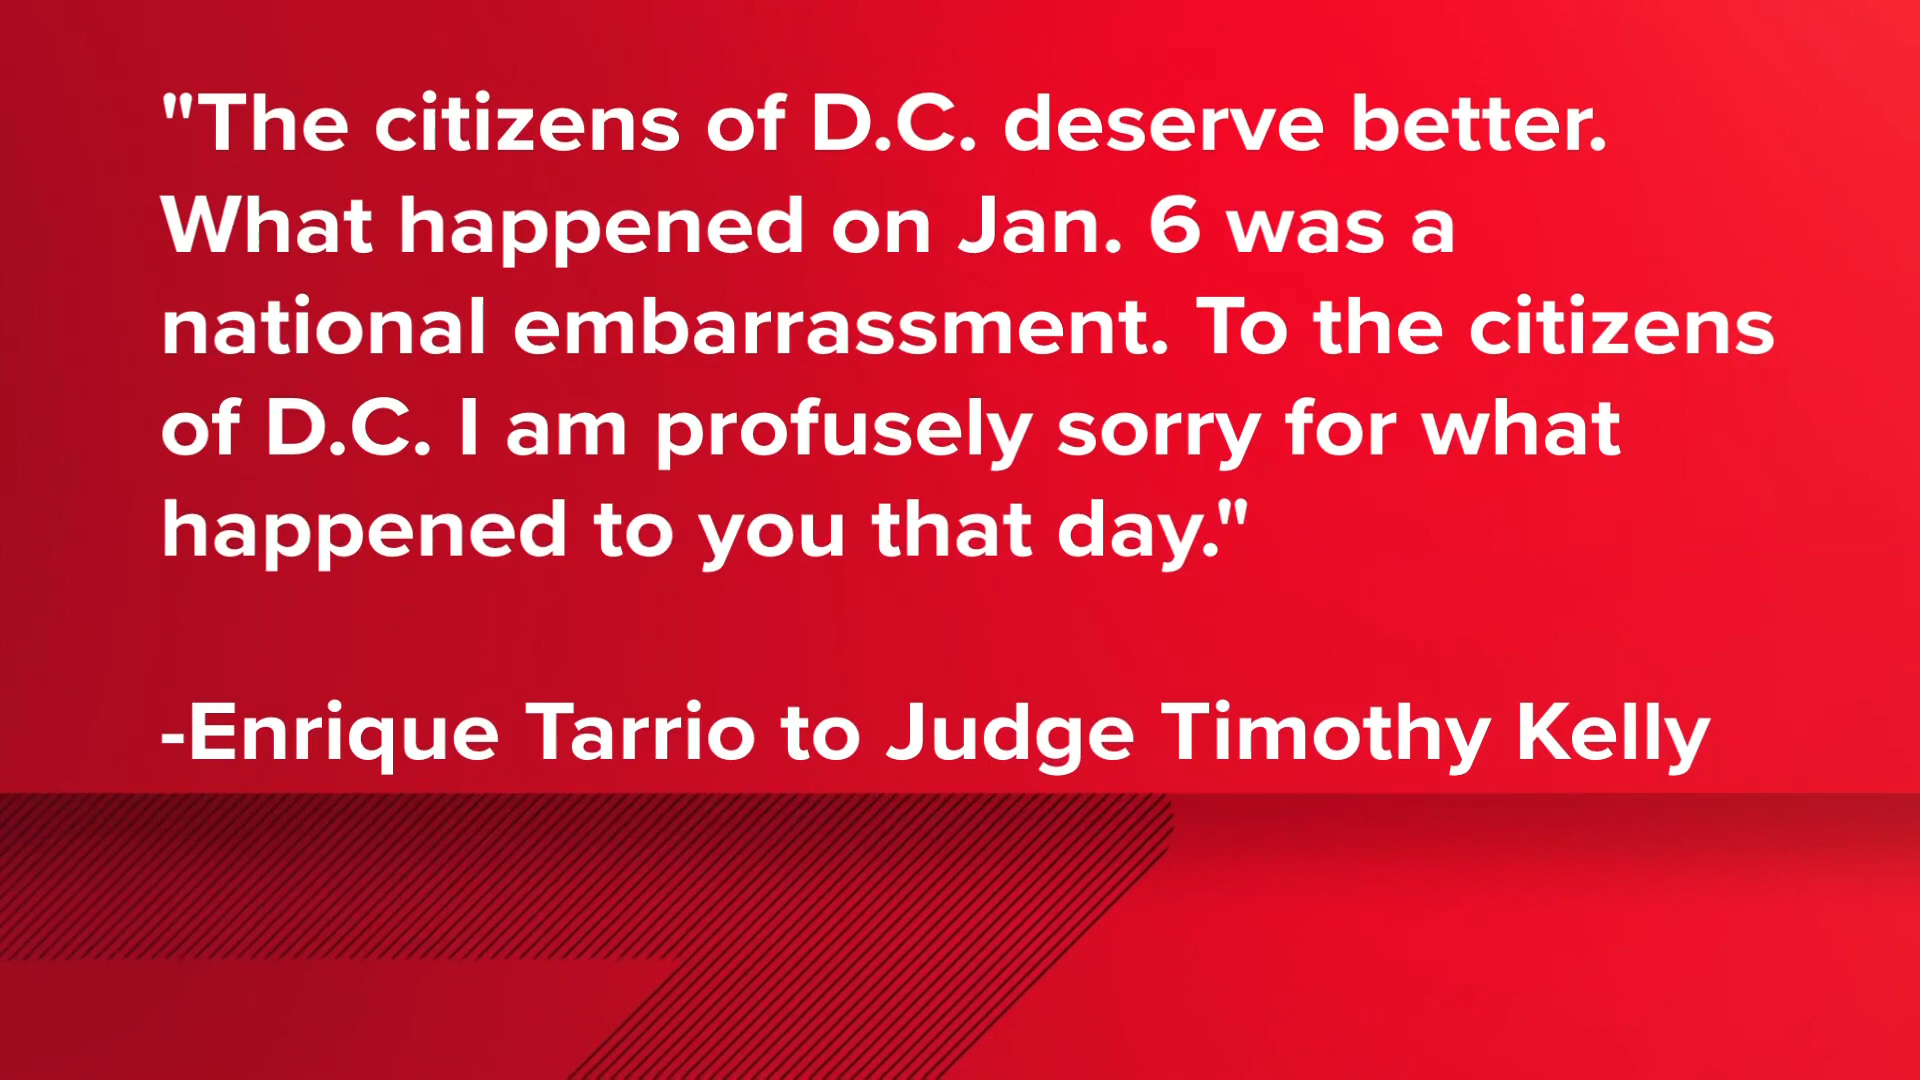 "The citizens of D.C. deserve better.
What happened on Jan. 6 was a
national embarrassment. To the citizens
of D.C. I am profusely sorry for what
happened to you that day."
-Enrique Tarrio to Judge Timothy Kelly